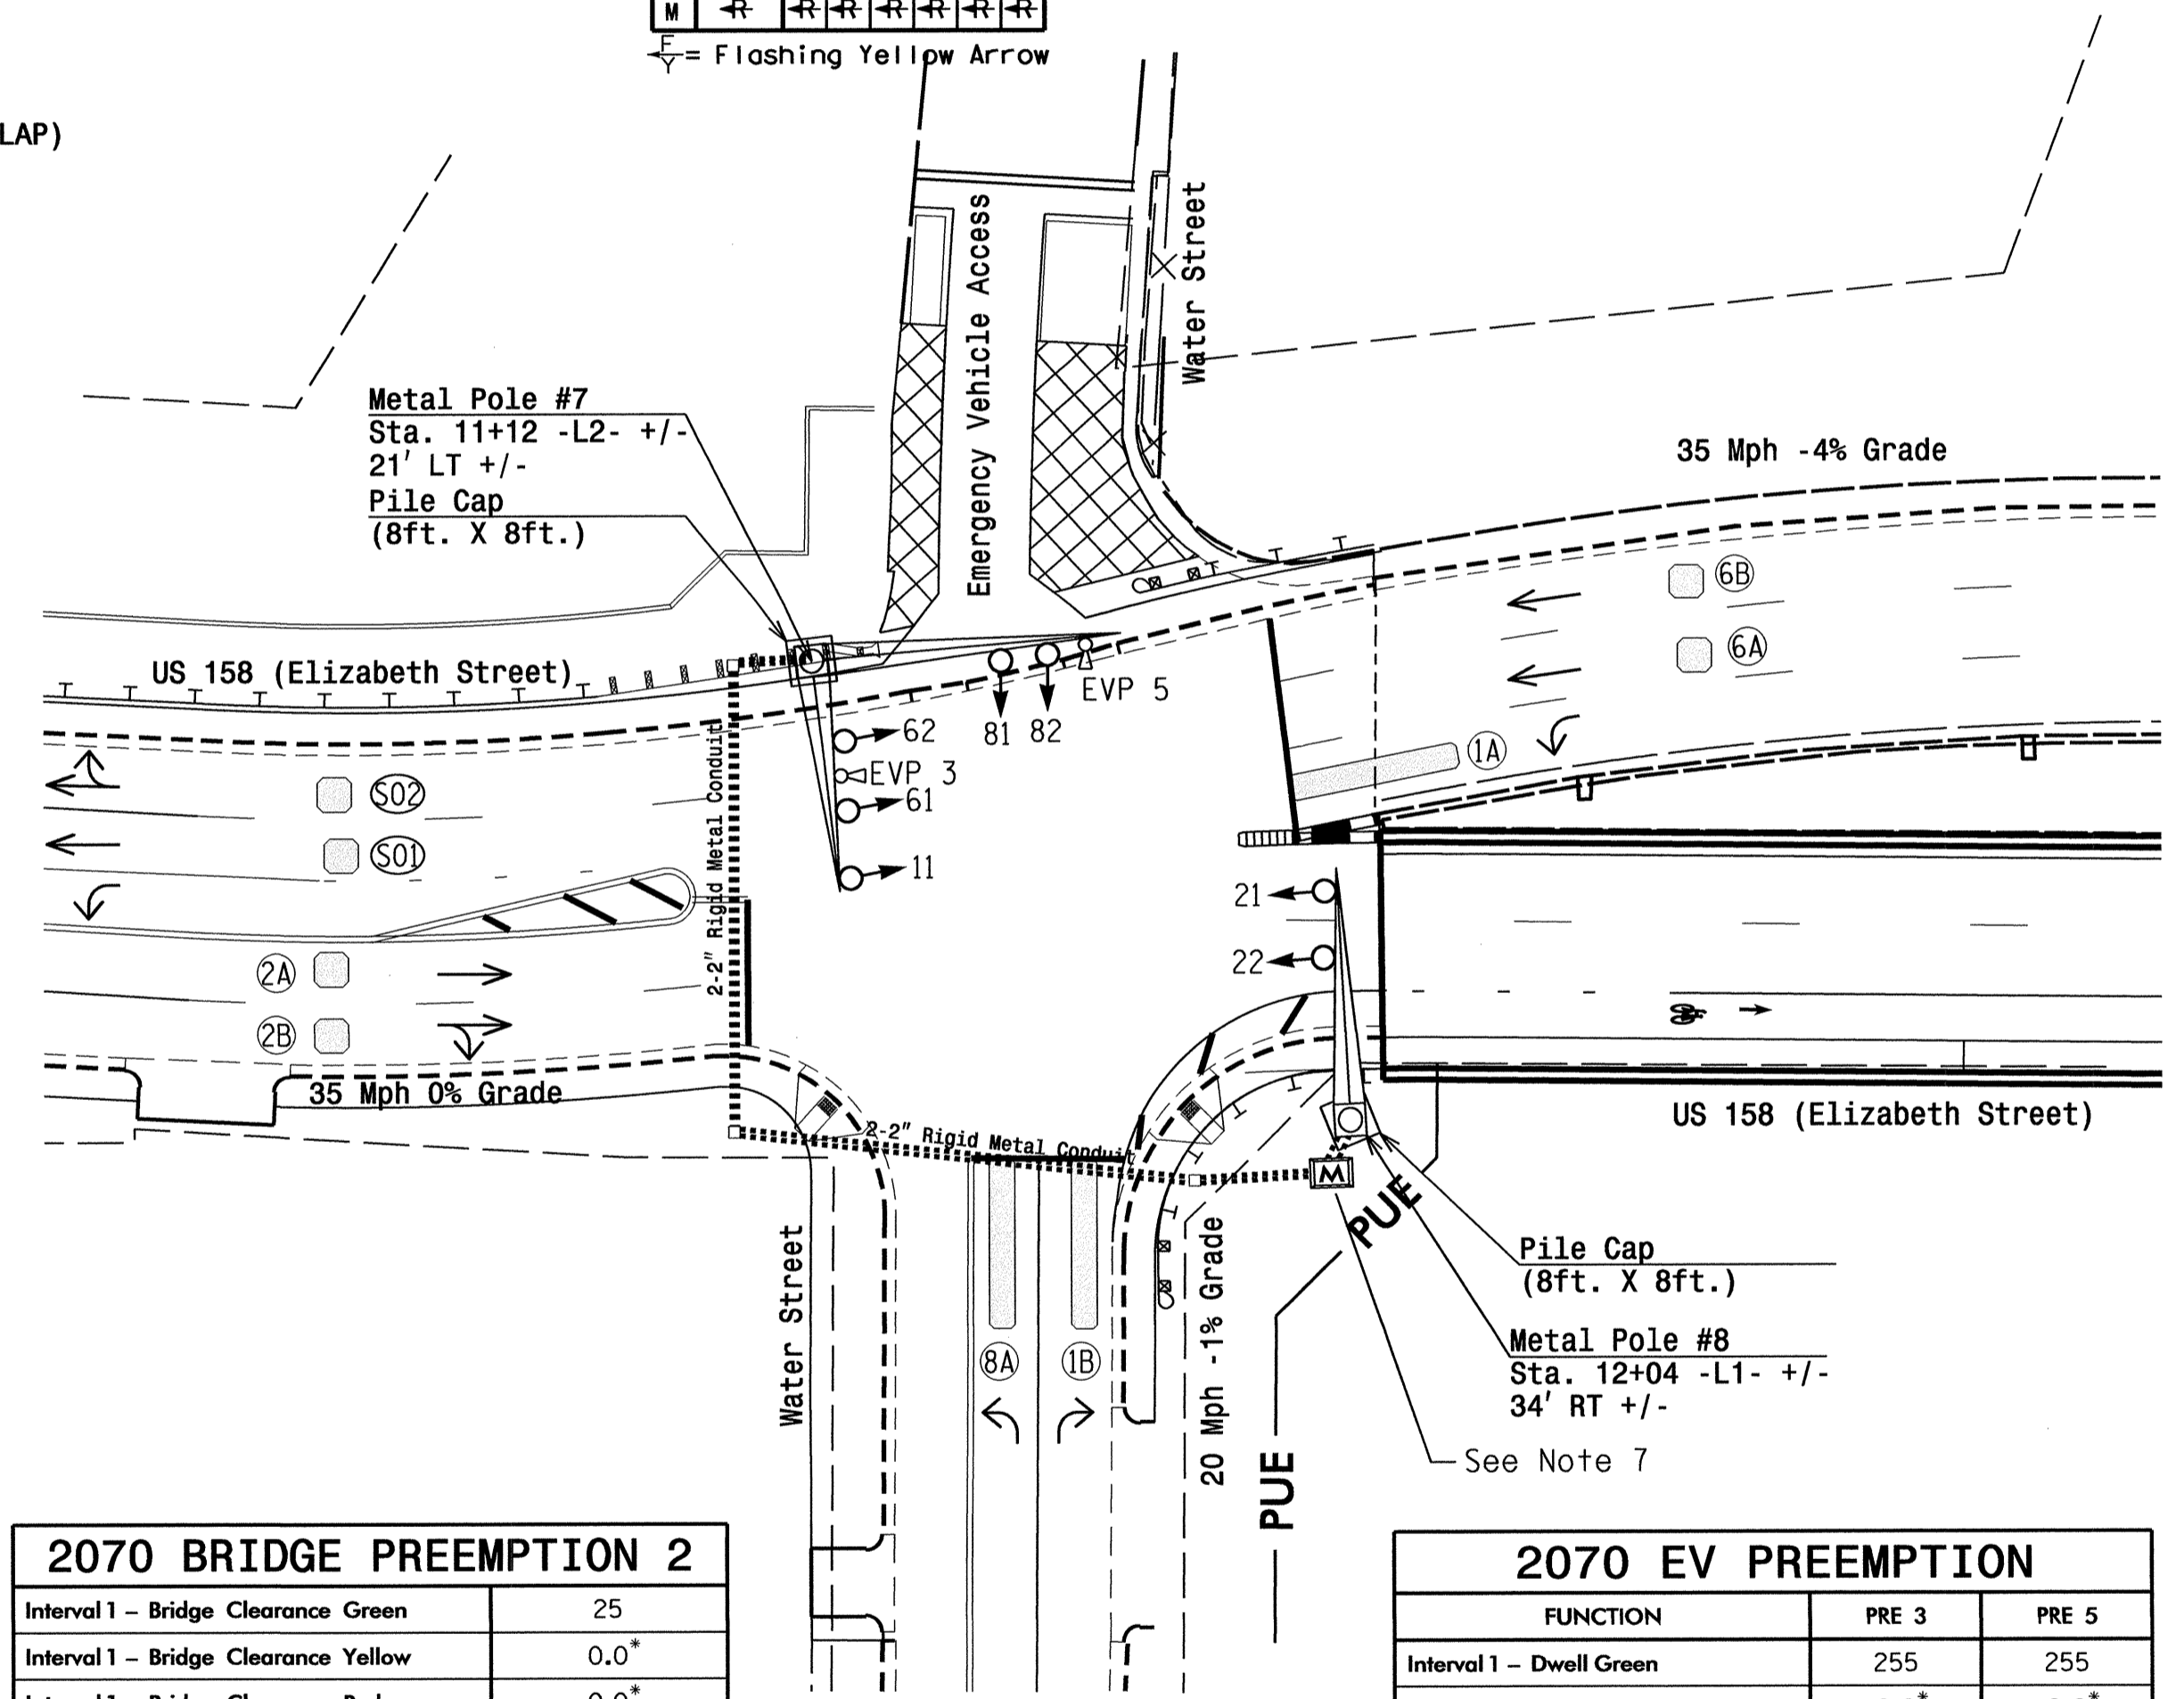 M R R R R R R R
F
Y = Flashing Yellow Arrow
LAP)
Emergency Vehicle Access
Water Street
Metal Pole #7
Sta. 11+12 -L2- +/-
21' LT +/-
Pile Cap
(8ft. X 8ft.)
35 Mph -4% Grade
6B
6A
US 158 (Elizabeth Street)
EVP 5
62
81 82
EVP 3
61
11
1A
S02
S01
2-2" Rigid Metal Conduit
21
22
2A
2B
35 Mph 0% Grade
2-2" Rigid Metal Conduit
US 158 (Elizabeth Street)
M
PUE
Pile Cap
(8ft. X 8ft.)
Water Street
20 Mph -1% Grade
Metal Pole #8
Sta. 12+04 -L1- +/-
34' RT +/-
8A
1B
See Note 7
PUE
2070 BRIDGE PREEMPTION 2
Interval 1 – Bridge Clearance Green 25
Interval 1 – Bridge Clearance Yellow 0.0*
2070 EV PREEMPTION
FUNCTION PRE 3 PRE 5
Interval 1 – Dwell Green 255 255